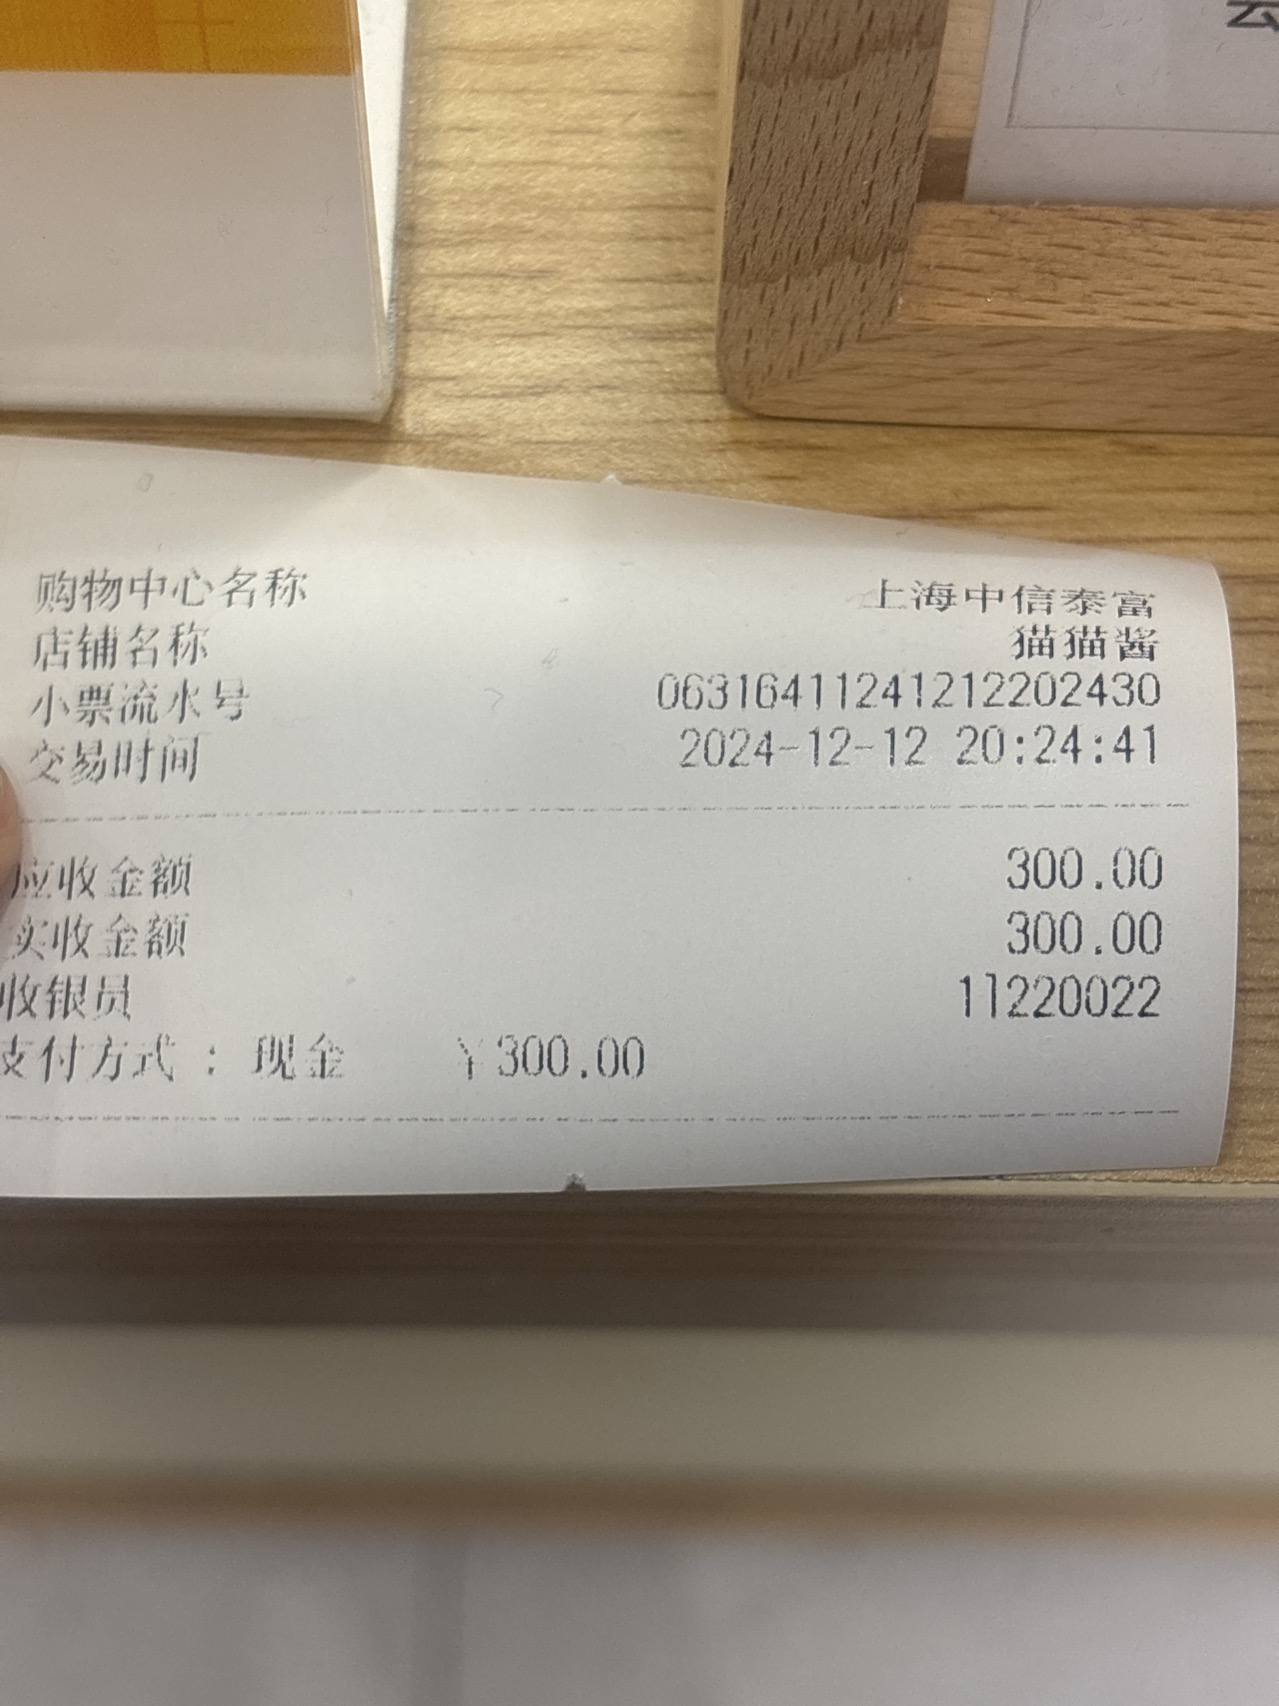 购物中心名称 上海中信泰富
店铺名称 猫猫酱
小票流水号 06316411241212202430
交易时间 2024-12-12 20:24:41
应收金额 300.00
实收金额 300.00
收银员 11220022
支付方式：现金 ￥300.00